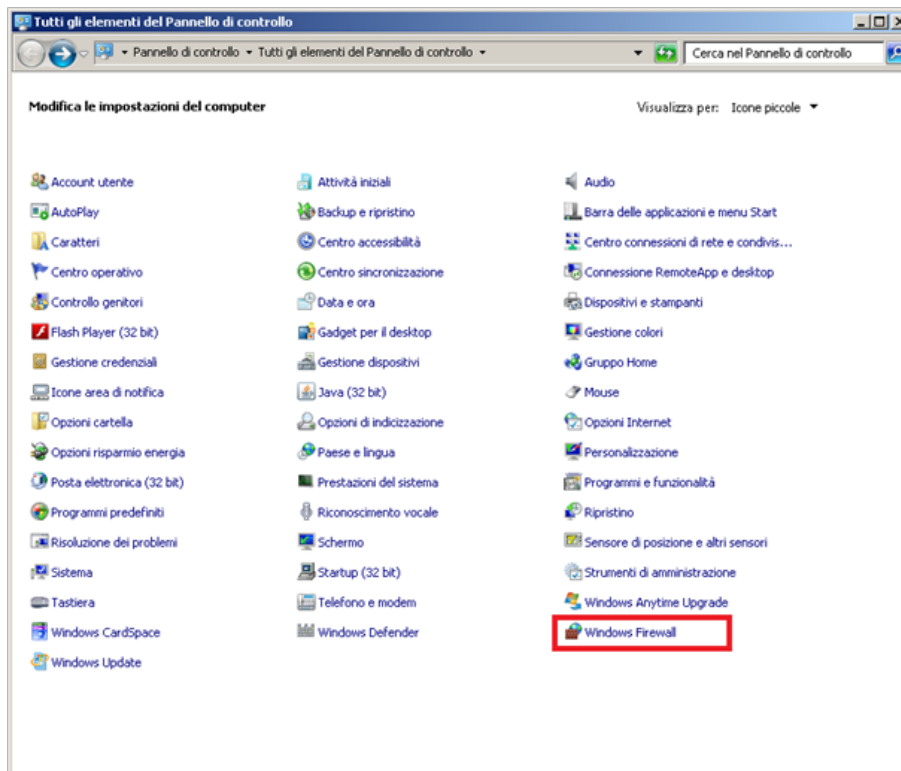 Tutti gli elementi del Pannello di controllo
Pannello di controllo Tutti gli elementi del Pannello di controllo Cerca nel Pannello di controllo
Modifica le impostazioni del computer Visualizza per: Icone piccole
Account utente Attività iniziali Audio
AutoPlay Backup e ripristino Barra delle applicazioni e menu Start
Caratteri Centro accessibilità Centro connessioni di rete e condivis...
Centro operativo Centro sincronizzazione Connessione RemoteApp e desktop
Controllo genitori Data e ora Dispositivi e stampanti
Flash Player (32 bit) Gadget per il desktop Gestione colori
Gestione credenziali Gestione dispositivi Gruppo Home
Icone area di notifica Java (32 bit) Mouse
Opzioni cartella Opzioni di indicizzazione Opzioni Internet
Opzioni risparmio energia Paese e lingua Personalizzazione
Posta elettronica (32 bit) Prestazioni del sistema Programmi e funzionalità
Programmi predefiniti Riconoscimento vocale Ripristino
Risoluzione dei problemi Schermo Sensore di posizione e altri sensori
Sistema Startup (32 bit) Strumenti di amministrazione
Tastiera Telefono e modem Windows Anytime Upgrade
Windows CardSpace Windows Defender Windows Firewall
Windows Update